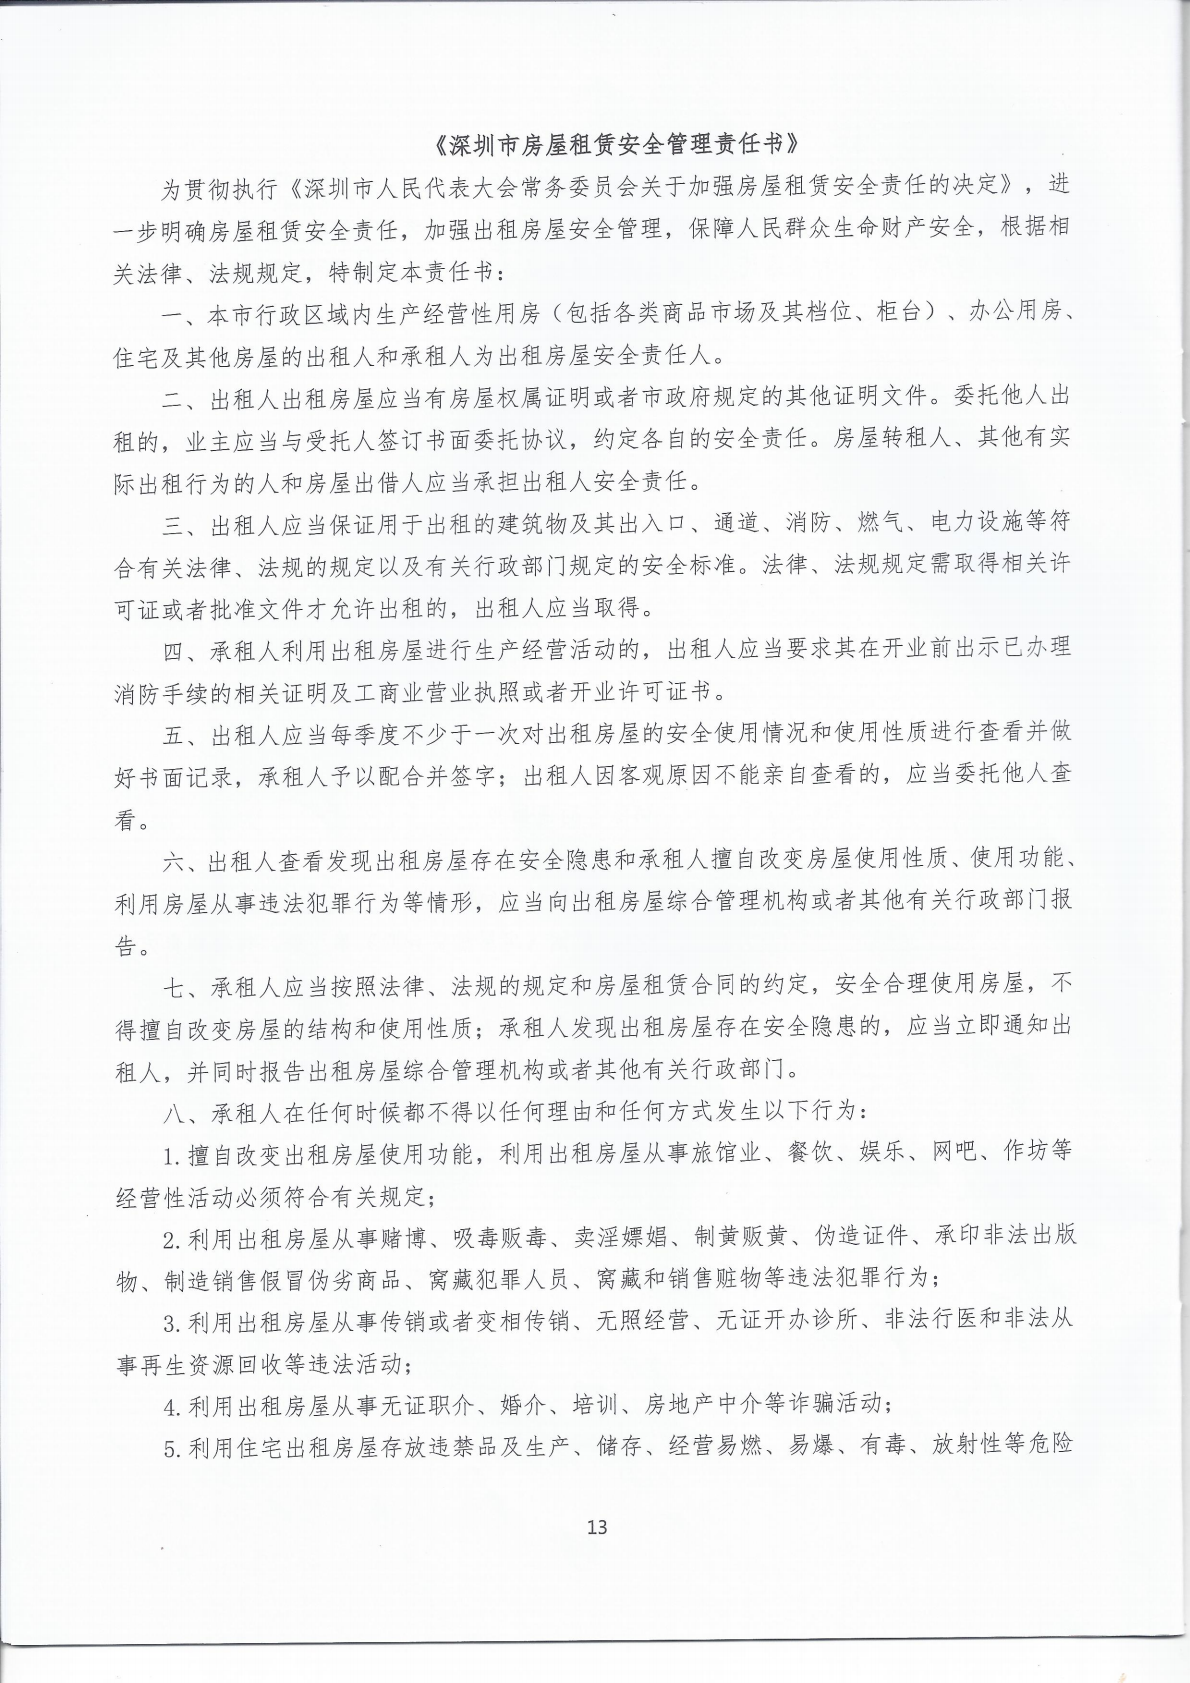 《深圳市房屋租赁安全管理责任书》
为贯彻执行《深圳市人民代表大会常务委员会关于加强房屋租赁安全责任的决定》，进
一步明确房屋租赁安全责任，加强出租房屋安全管理，保障人民群众生命财产安全，根据相
关法律、法规规定，特制定本责任书：
一、本市行政区域内生产经营性用房（包括各类商品市场及其档位、柜台）、办公用房、
住宅及其他房屋的出租人和承租人为出租房屋安全责任人。
二、出租人出租房屋应当有房屋权属证明或者市政府规定的其他证明文件。委托他人出
租的，业主应当与受托人签订书面委托协议，约定各自的安全责任。房屋转租人、其他有实
际出租行为的人和房屋出借人应当承担出租人安全责任。
三、出租人应当保证用于出租的建筑物及其出入口、通道、消防、燃气、电力设施等符
合有关法律、法规的规定以及有关行政部门规定的安全标准。法律、法规规定需取得相关许
可证或者批准文件才允许出租的，出租人应当取得。
四、承租人利用出租房屋进行生产经营活动的，出租人应当要求其在开业前出示已办理
消防手续的相关证明及工商业营业执照或者开业许可证书。
五、出租人应当每季度不少于一次对出租房屋的安全使用情况和使用性质进行查看并做
好书面记录，承租人予以配合并签字；出租人因客观原因不能亲自查看的，应当委托他人查
看。
六、出租人查看发现出租房屋存在安全隐患和承租人擅自改变房屋使用性质、使用功能、
利用房屋从事违法犯罪行为等情形，应当向出租房屋综合管理机构或者其他有关行政部门报
告。
七、承租人应当按照法律、法规的规定和房屋租赁合同的约定，安全合理使用房屋，不
得擅自改变房屋的结构和使用性质；承租人发现出租房屋存在安全隐患的，应当立即通知出
租人，并同时报告出租房屋综合管理机构或者其他有关行政部门。
八、承租人在任何时候都不得以任何理由和任何方式发生以下行为：
1.擅自改变出租房屋使用功能，利用出租房屋从事旅馆业、餐饮、娱乐、网吧、作坊等
经营性活动必须符合有关规定；
2.利用出租房屋从事赌博、吸毒贩毒、卖淫嫖娼、制黄贩黄、伪造证件、承印非法出版
物、制造销售假冒伪劣商品、窝藏犯罪人员、窝藏和销售赃物等违法犯罪行为；
3.利用出租房屋从事传销或者变相传销、无照经营、无证开办诊所、非法行医和非法从
事再生资源回收等违法活动；
4.利用出租房屋从事无证职介、婚介、培训、房地产中介等诈骗活动；
5.利用住宅出租房屋存放违禁品及生产、储存、经营易燃、易爆、有毒、放射性等危险
13